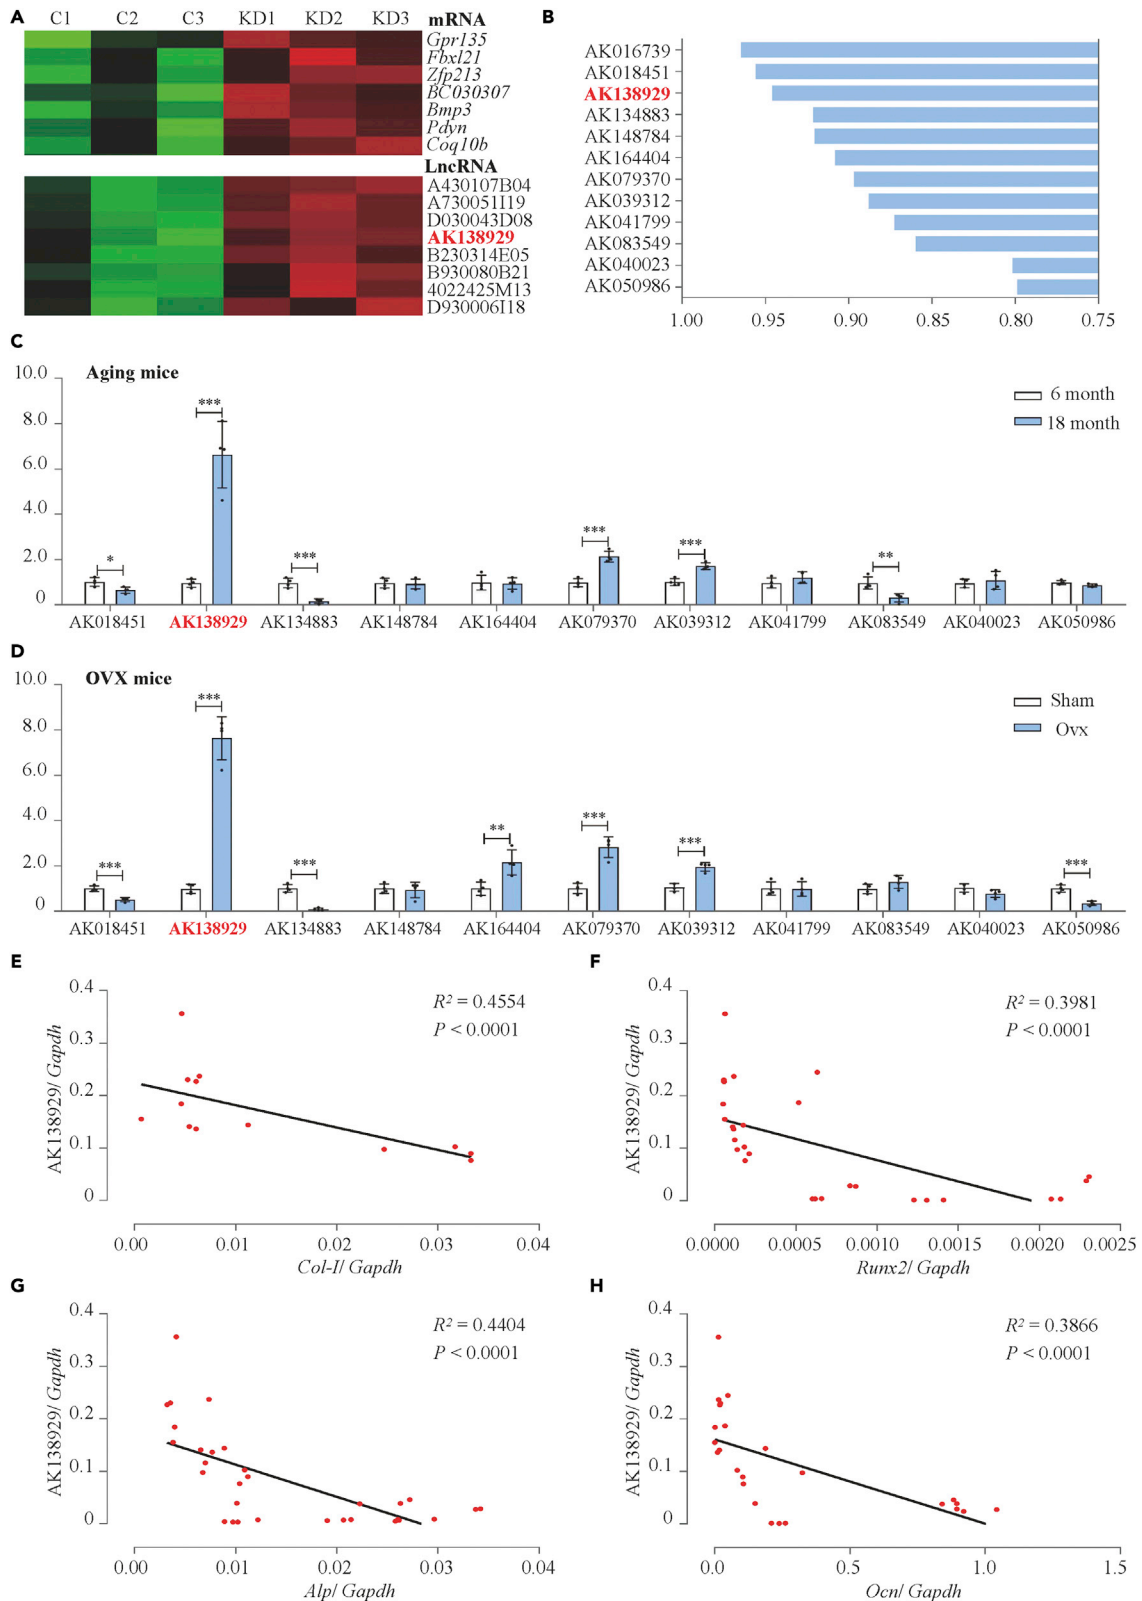 A
C1 C2 C3 KD1 KD2 KD3 mRNA
Gpr135
Fbxl21
Zfp213
BC030307
Bmp3
Pdyn
Coq10b
LncRNA
A430107B04
A730051I19
D030043D08
AK138929
B230314E05
B930080B21
4022425M13
D930006I18
B
AK016739
AK018451
AK138929
AK134883
AK148784
AK164404
AK079370
AK039312
AK041799
AK083549
AK040023
AK050986
1.00 0.95 0.90 0.85 0.80 0.75
C
Aging mice
10.0
8.0
6.0
4.0
2.0
0
6 month
18 month
* *** *** *** *** **
AK018451 AK138929 AK134883 AK148784 AK164404 AK079370 AK039312 AK041799 AK083549 AK040023 AK050986
D
OVX mice
10.0
8.0
6.0
4.0
2.0
0
Sham
Ovx
*** *** *** ** *** *** ***
AK018451 AK138929 AK134883 AK148784 AK164404 AK079370 AK039312 AK041799 AK083549 AK040023 AK050986
E
R² = 0.4554
P < 0.0001
AK138929/ Gapdh
0.4
0.3
0.2
0.1
0
0.00 0.01 0.02 0.03 0.04
Col-I/ Gapdh
F
R² = 0.3981
P < 0.0001
AK138929/ Gapdh
0.4
0.3
0.2
0.1
0
0.0000 0.0005 0.0010 0.0015 0.0020 0.0025
Runx2/ Gapdh
G
R² = 0.4404
P < 0.0001
AK138929/ Gapdh
0.4
0.3
0.2
0.1
0
0.00 0.01 0.02 0.03 0.04
Alp/ Gapdh
H
R² = 0.3866
P < 0.0001
AK138929/ Gapdh
0.4
0.3
0.2
0.1
0
0.0 0.5 1.0 1.5
Ocn/ Gapdh